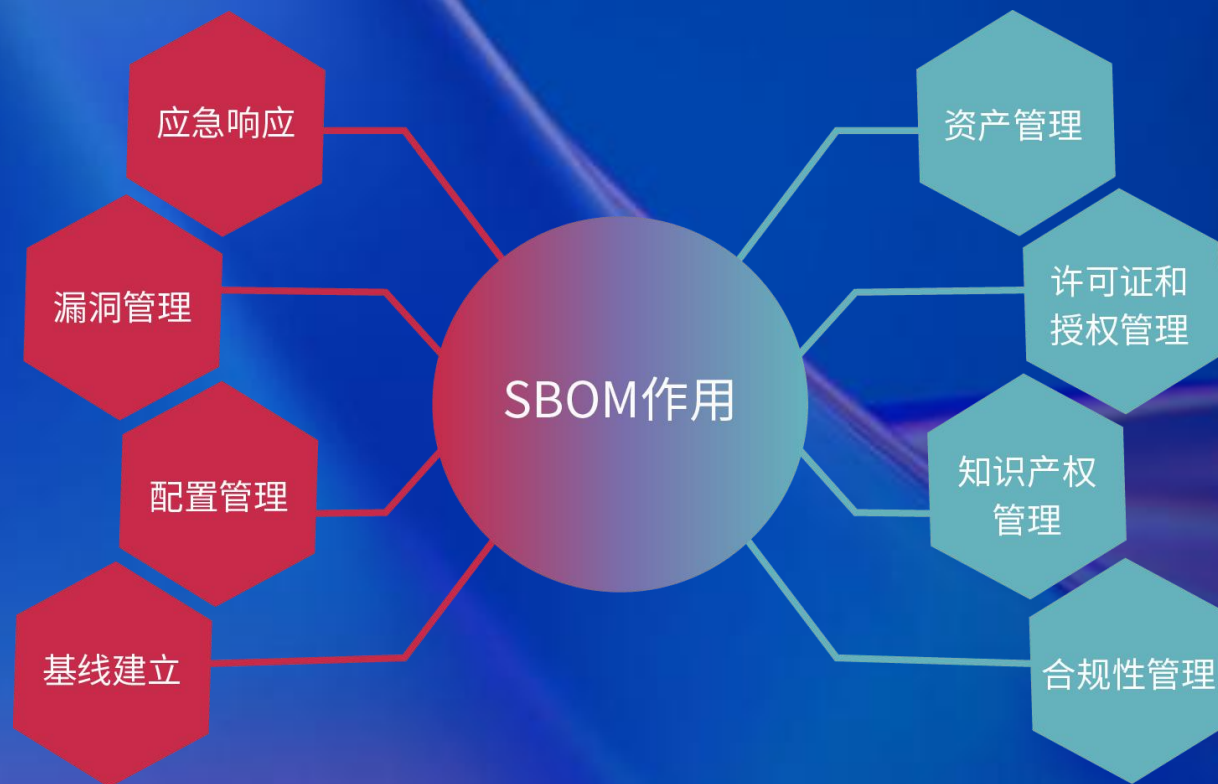 应急响应
漏洞管理
配置管理
基线建立
SBOM作用
资产管理
许可证和
授权管理
知识产权
管理
合规性管理